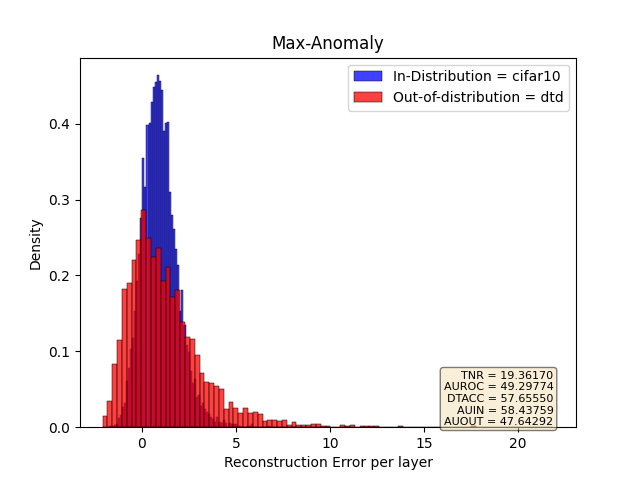 Max-Anomaly
In-Distribution = cifar10
Out-of-distribution = dtd
Density
0.4
0.3
0.2
0.1
0.0
TNR = 19.36170
AUROC = 49.29774
DTACC = 57.65550
AUIN = 58.43759
AUOUT = 47.64292
0 5 10 15 20
Reconstruction Error per layer